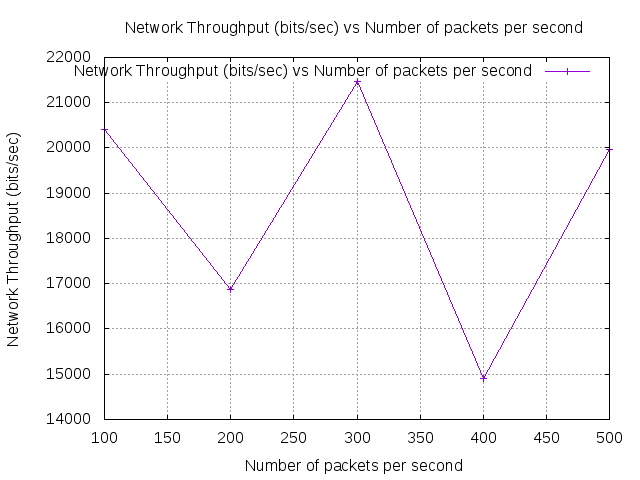 Network Throughput (bits/sec) vs Number of packets per second
22000
Network Throughput (bits/sec) vs Number of packets per second
21000
20000
19000
18000
17000
16000
15000
14000
Network Throughput (bits/sec)
100 150 200 250 300 350 400 450 500
Number of packets per second